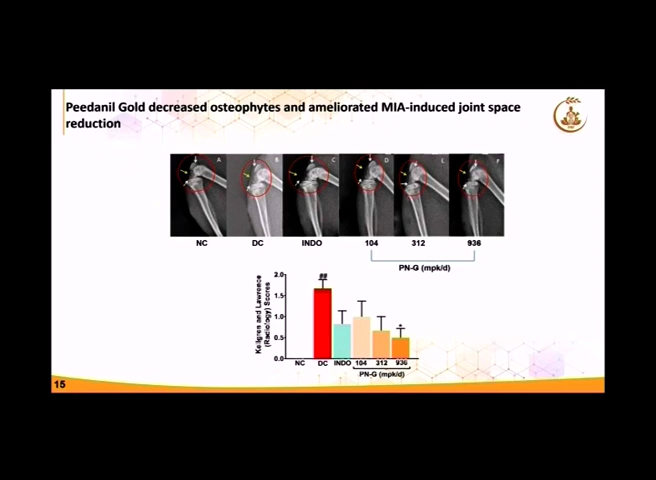 Peedanil Gold decreased osteophytes and ameliorated MIA-induced joint space
reduction
A B C D E F
NC DC INDO 104 312 936
PN-G (mpk/d)
Kellgren and Lawrence
(Radiology) Scores
2.0
1.5
1.0
0.5
0.0
##
*
NC DC INDO 104 312 936
PN-G (mpk/d)
15